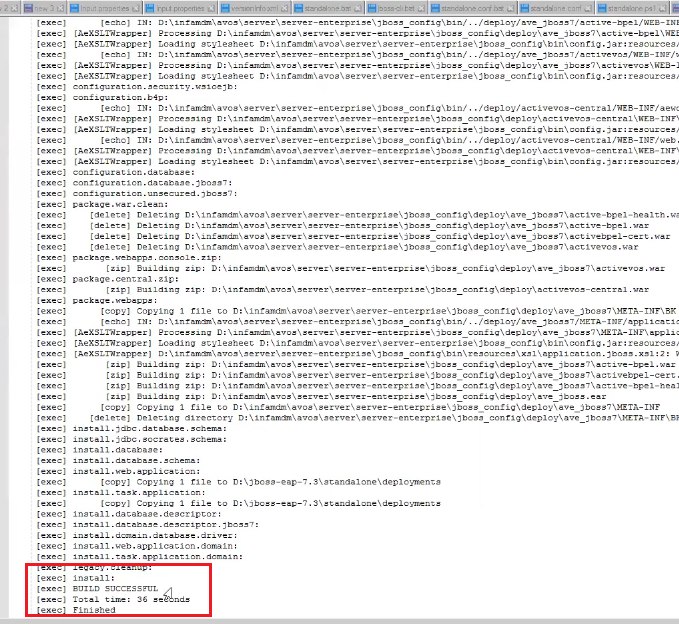 new 3
input properties
input properties
versioninfo.xml
standalone.bat
jboss-cli.bat
standalone.conf.bat
standalone.conf
standalone.ps1
[exec] [echo] IN: D:\infamdm\avos\server\server-enterprise\jboss_config\bin/../deploy/ave_jboss7/active-bpel/WEB-INF
[exec] [AeXSLTWrapper] Processing D:\infamdm\avos\server\server-enterprise\jboss_config\deploy\ave_jboss7\active-bpel\WEB
[exec] [AeXSLTWrapper] Loading stylesheet D:\infamdm\avos\server\server-enterprise\jboss_config\bin\config.jar:resources/
[exec] [AeXSLTWrapper] Processing D:\infamdm\avos\server\server-enterprise\jboss_config\deploy\ave_jboss7\activevos\WEB-I
[exec] [AeXSLTWrapper] Loading stylesheet D:\infamdm\avos\server\server-enterprise\jboss_config\bin\config.jar:resources/
[exec] configuration.security.wsioejb:
[exec] configuration.b4p:
[exec] [echo] IN: D:\infamdm\avos\server\server-enterprise\jboss_config\bin/../deploy/activevos-central/WEB-INF/aewo
[exec] [AeXSLTWrapper] Processing D:\infamdm\avos\server\server-enterprise\jboss_config\deploy\activevos-central\WEB-INF\
[exec] [AeXSLTWrapper] Loading stylesheet D:\infamdm\avos\server\server-enterprise\jboss_config\bin\config.jar:resources/
[exec] [echo] IN: D:\infamdm\avos\server\server-enterprise\jboss_config\bin/../deploy/activevos-central/WEB-INF/web.
[exec] [AeXSLTWrapper] Processing D:\infamdm\avos\server\server-enterprise\jboss_config\deploy\activevos-central\WEB-INF\
[exec] [AeXSLTWrapper] Loading stylesheet D:\infamdm\avos\server\server-enterprise\jboss_config\bin\config.jar:resources/
[exec] configuration.database:
[exec] configuration.database.jboss7:
[exec] configuration.unsecured.jboss7:
[exec] package.war.clean:
[exec] [delete] Deleting D:\infamdm\avos\server\server-enterprise\jboss_config\deploy\ave_jboss7\active-bpel-health.wa
[exec] [delete] Deleting D:\infamdm\avos\server\server-enterprise\jboss_config\deploy\ave_jboss7\active-bpel.war
[exec] [delete] Deleting D:\infamdm\avos\server\server-enterprise\jboss_config\deploy\ave_jboss7\activebpel-cert.war
[exec] [delete] Deleting D:\infamdm\avos\server\server-enterprise\jboss_config\deploy\ave_jboss7\activevos.war
[exec] package.webapps.console.zip:
[exec] [zip] Building zip: D:\infamdm\avos\server\server-enterprise\jboss_config\deploy\ave_jboss7\activevos.war
[exec] package.central.zip:
[exec] [zip] Building zip: D:\infamdm\avos\server\server-enterprise\jboss_config\deploy\activevos-central.war
[exec] package.webapps:
[exec] [copy] Copying 1 file to D:\infamdm\avos\server\server-enterprise\jboss_config\deploy\ave_jboss7\META-INF\BK
[exec] [echo] IN: D:\infamdm\avos\server\server-enterprise\jboss_config\bin/../deploy/ave_jboss7/META-INF/applicatio
[exec] [AeXSLTWrapper] Processing D:\infamdm\avos\server\server-enterprise\jboss_config\deploy\ave_jboss7\META-INF\applic
[exec] [AeXSLTWrapper] Loading stylesheet D:\infamdm\avos\server\server-enterprise\jboss_config\bin\config.jar:resources/
[exec] [AeXSLTWrapper] D:\infamdm\avos\server\server-enterprise\jboss_config\bin\resources\xsl\application.jboss.xsl:2: W
[exec] [zip] Building zip: D:\infamdm\avos\server\server-enterprise\jboss_config\deploy\ave_jboss7\active-bpel.war
[exec] [zip] Building zip: D:\infamdm\avos\server\server-enterprise\jboss_config\deploy\ave_jboss7\activebpel-cert.
[exec] [zip] Building zip: D:\infamdm\avos\server\server-enterprise\jboss_config\deploy\ave_jboss7\active-bpel-heal
[exec] [zip] Building zip: D:\infamdm\avos\server\server-enterprise\jboss_config\deploy\ave_jboss.ear
[exec] [copy] Copying 1 file to D:\infamdm\avos\server\server-enterprise\jboss_config\deploy\ave_jboss7\META-INF
[exec] [delete] Deleting directory D:\infamdm\avos\server\server-enterprise\jboss_config\deploy\ave_jboss7\META-INF\BK
[exec] install.jdbc.database.schema:
[exec] install.jdbc.socrates.schema:
[exec] install.database:
[exec] install.database.schema:
[exec] install.web.application:
[exec] [copy] Copying 1 file to D:\jboss-eap-7.3\standalone\deployments
[exec] install.task.application:
[exec] [copy] Copying 1 file to D:\jboss-eap-7.3\standalone\deployments
[exec] install.database.descriptor:
[exec] install.database.descriptor.jboss7:
[exec] install.domain.database.driver:
[exec] install.web.application.domain:
[exec] install.task.application.domain:
[exec] legacy.cleanup:
[exec] install:
[exec] BUILD SUCCESSFUL
[exec] Total time: 36 seconds
[exec] Finished